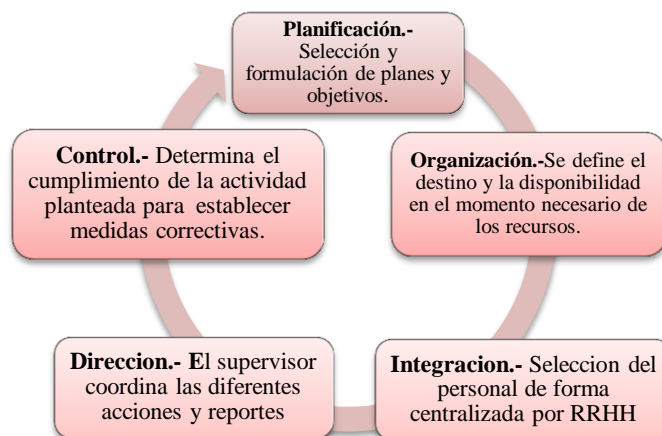 Planificación.-
Selección y
formulación de planes y
objetivos.
Organización.-Se define el
destino y la disponibilidad
en el momento necesario de
los recursos.
Integracion.- Seleccion del
personal de forma
centralizada por RRHH
Direccion.- El supervisor
coordina las diferentes
acciones y reportes
Control.- Determina el
cumplimiento de la actividad
planteada para establecer
medidas correctivas.